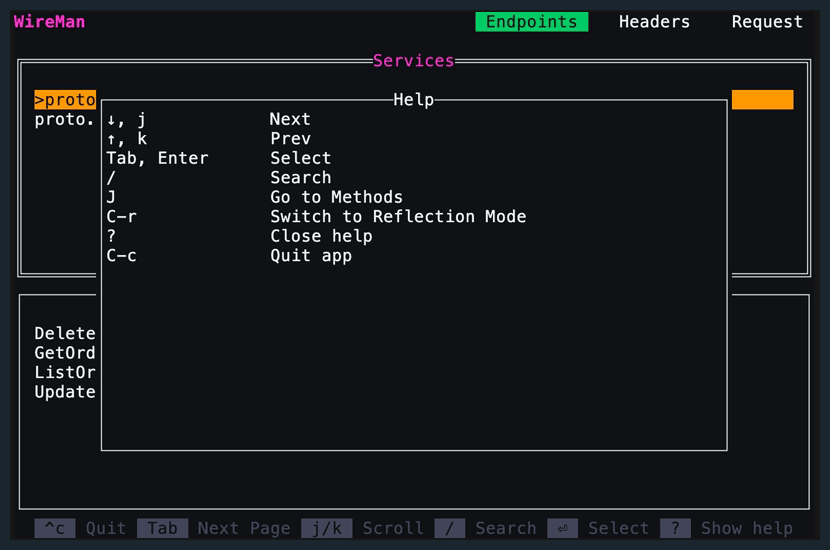 WireMan Endpoints Headers Request
Services
>proto
Help
proto.
↓, j Next
↑, k Prev
Tab, Enter Select
/ Search
J Go to Methods
C-r Switch to Reflection Mode
? Close help
C-c Quit app
Delete
GetOrd
ListOr
Update
^c Quit Tab Next Page j/k Scroll / Search ⏎ Select ? Show help